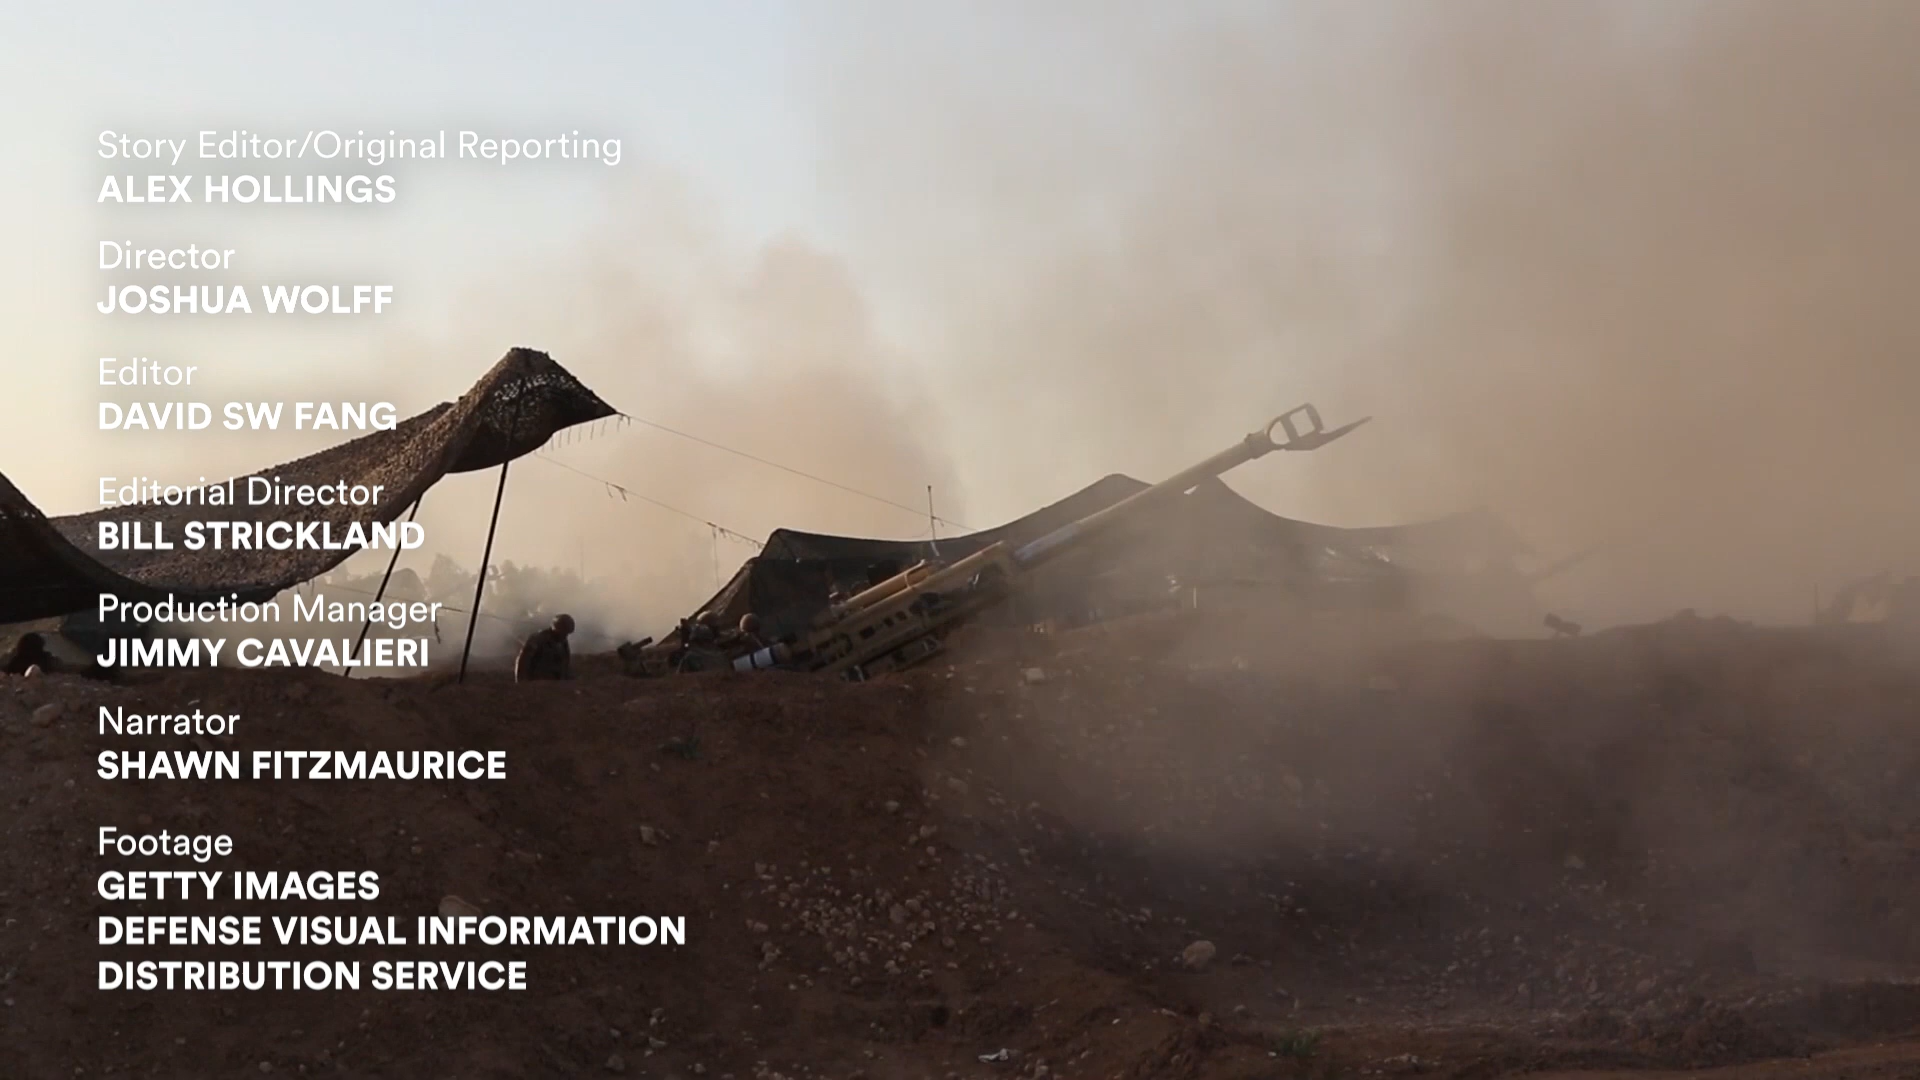 Story Editor/Original Reporting
ALEX HOLLINGS
Director
JOSHUA WOLFF
Editor
DAVID SW FANG
Editorial Director
BILL STRICKLAND
Production Manager
JIMMY CAVALIERI
Narrator
SHAWN FITZMAURICE
Footage
GETTY IMAGES
DEFENSE VISUAL INFORMATION
DISTRIBUTION SERVICE